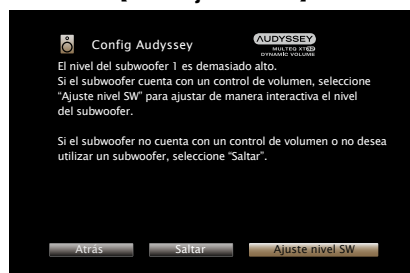 Config Audyssey
AUDYSSEY
MULTEQ XT32
DYNAMIC VOLUME
El nivel del subwoofer 1 es demasiado alto.
Si el subwoofer cuenta con un control de volumen, seleccione
"Ajuste nivel SW" para ajustar de manera interactiva el nivel
del subwoofer.
Si el subwoofer no cuenta con un control de volumen o no desea
utilizar un subwoofer, seleccione “Saltar”.
Atrás
Saltar
Ajuste nivel SW